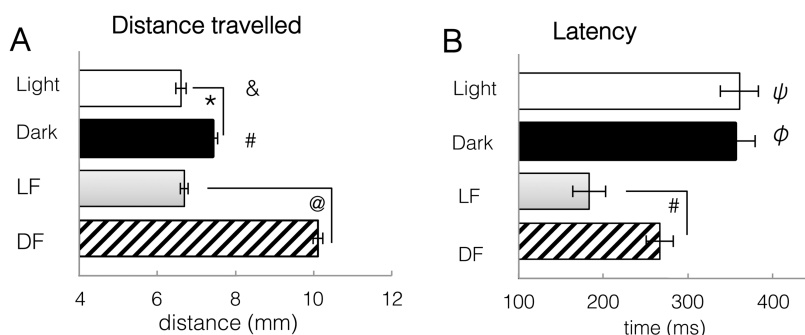 A
Distance travelled
Light
&
*
Dark
#
LF
@
DF
4 6 8 10 12
distance (mm)
B
Latency
Light
ψ
Dark
ϕ
LF
#
DF
100 200 300 400
time (ms)